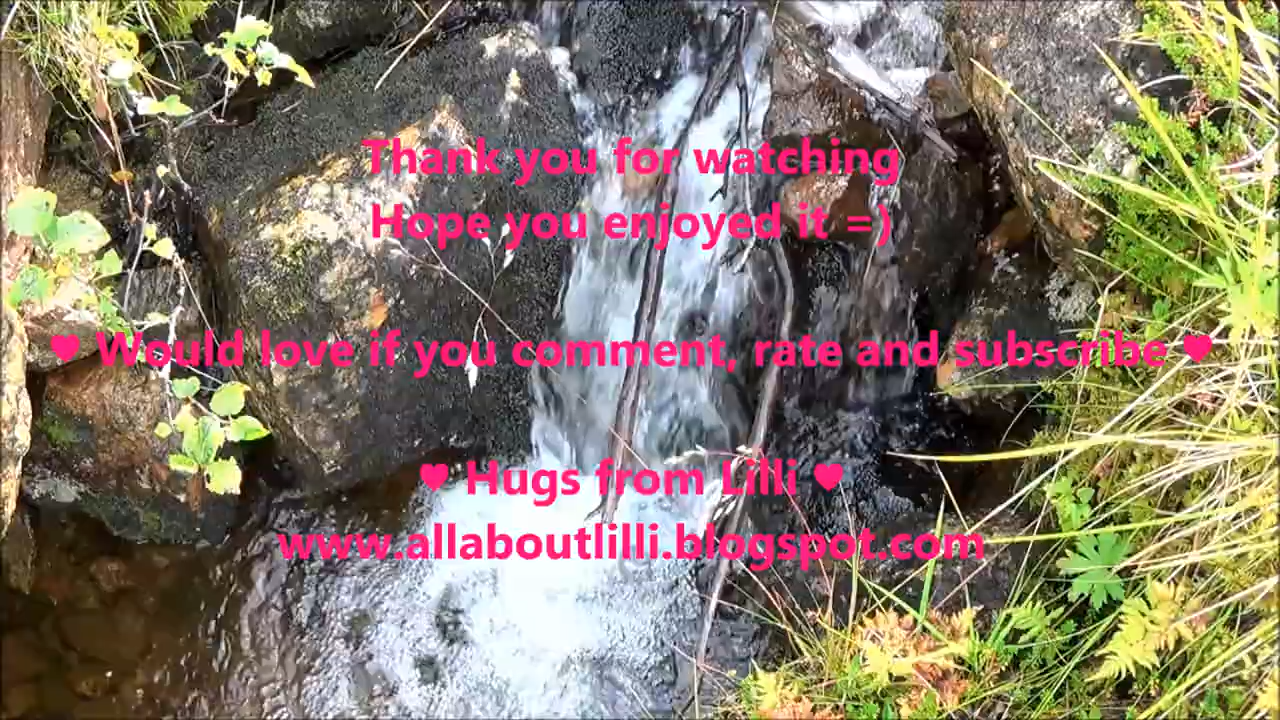 Thank you for watching
Hope you enjoyed it =)
♥ Would love if you comment, rate and subscribe ♥
♥ Hugs from Lilli ♥
www.allaboutlilli.blogspot.com